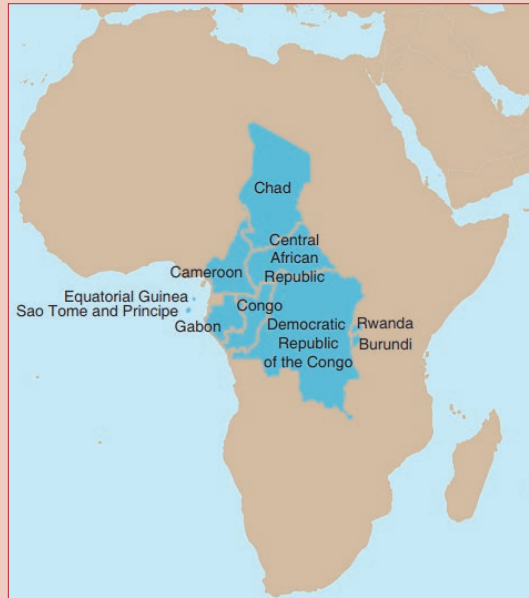 Chad
Central
African
Republic
Cameroon
Equatorial Guinea
Sao Tome and Principe
Gabon
Congo
Democratic
Republic
of the Congo
Rwanda
Burundi